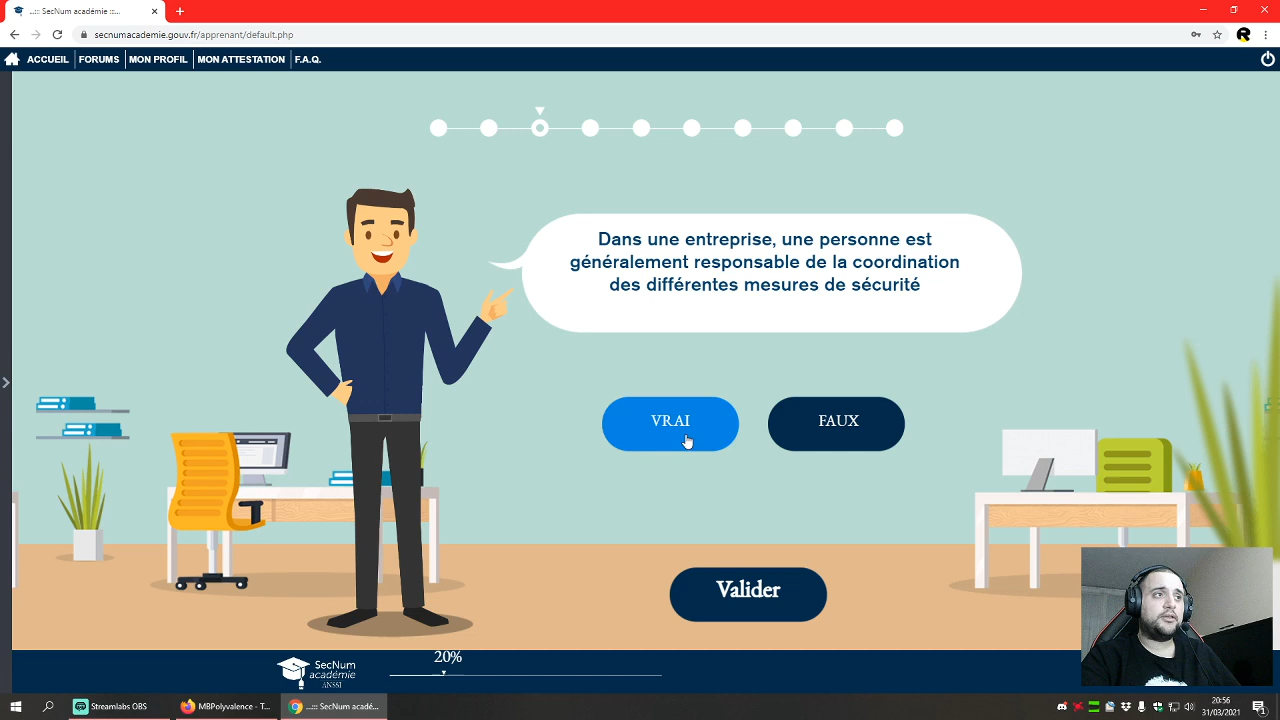 ..:: SecNum académie ::...
secnumacademie.gouv.fr/apprenant/default.php
ACCUEIL FORUMS MON PROFIL MON ATTESTATION F.A.Q.
Dans une entreprise, une personne est
généralement responsable de la coordination
des différentes mesures de sécurité
VRAI FAUX
Valider
20%
SecNum
académie
ANSSI
Streamlabs OBS MBPolyvalence - T... ..:: SecNum acadé...
20:56
31/03/2021